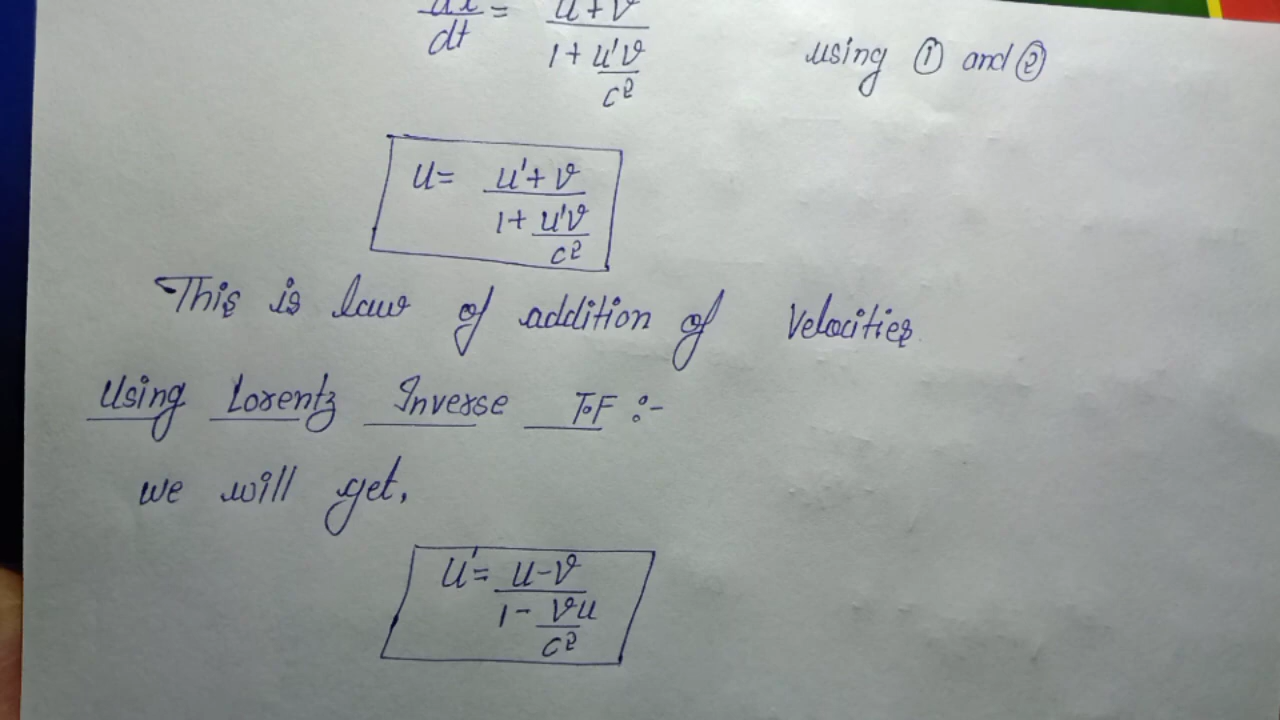 dx/dt = u'+v / 1 + u'v/c² using ① and ②
u = u'+v / 1 + u'v/c²
This is law of addition of Velocities
Using Lorentz Inverse T.F :-
we will get,
u' = u-v / 1 - vu/c²